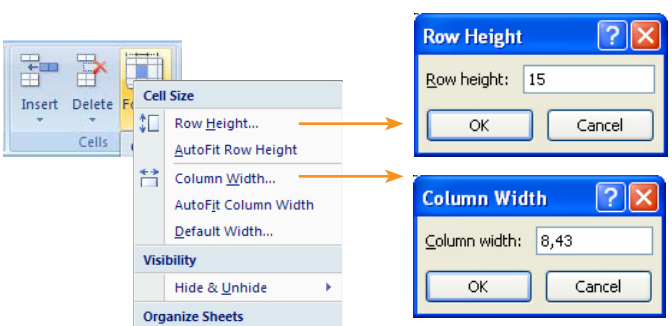 Insert Delete
Cells
Cell Size
Row Height...
AutoFit Row Height
Column Width...
AutoFit Column Width
Default Width...
Visibility
Hide & Unhide
Organize Sheets
Row Height
Row height: 15
OK Cancel
Column Width
Column width: 8,43
OK Cancel